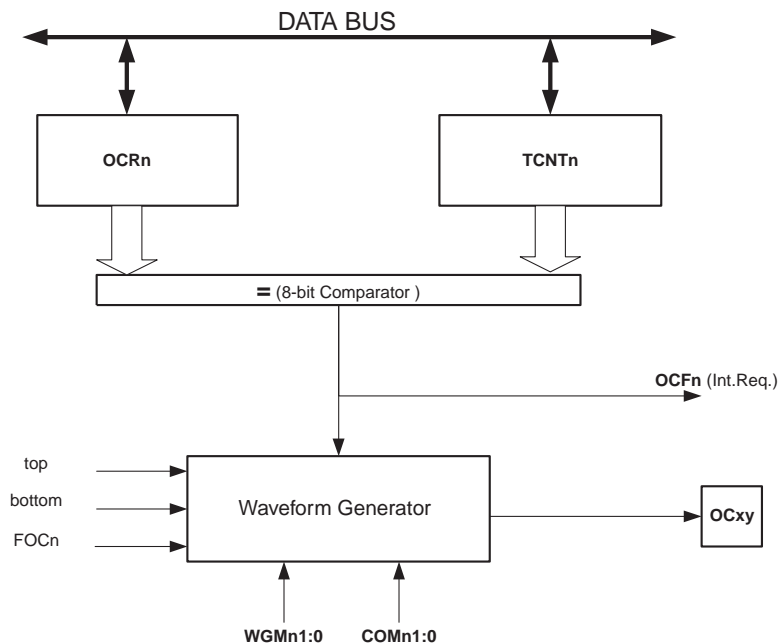 DATA BUS
OCRn
TCNTn
= (8-bit Comparator )
OCFn (Int.Req.)
top
bottom
FOCn
Waveform Generator
OCxy
WGMn1:0
COMn1:0